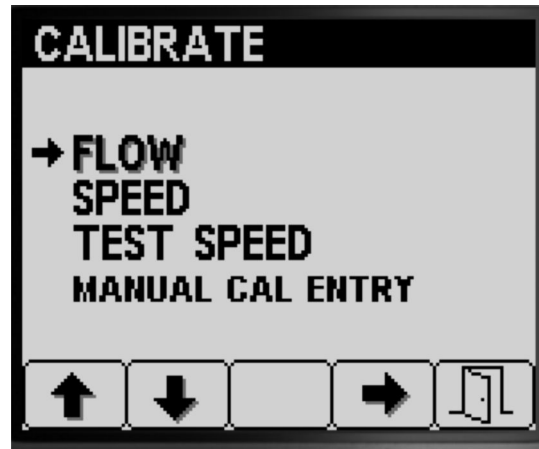 CALIBRATE
FLOW
SPEED
TEST SPEED
MANUAL CAL ENTRY